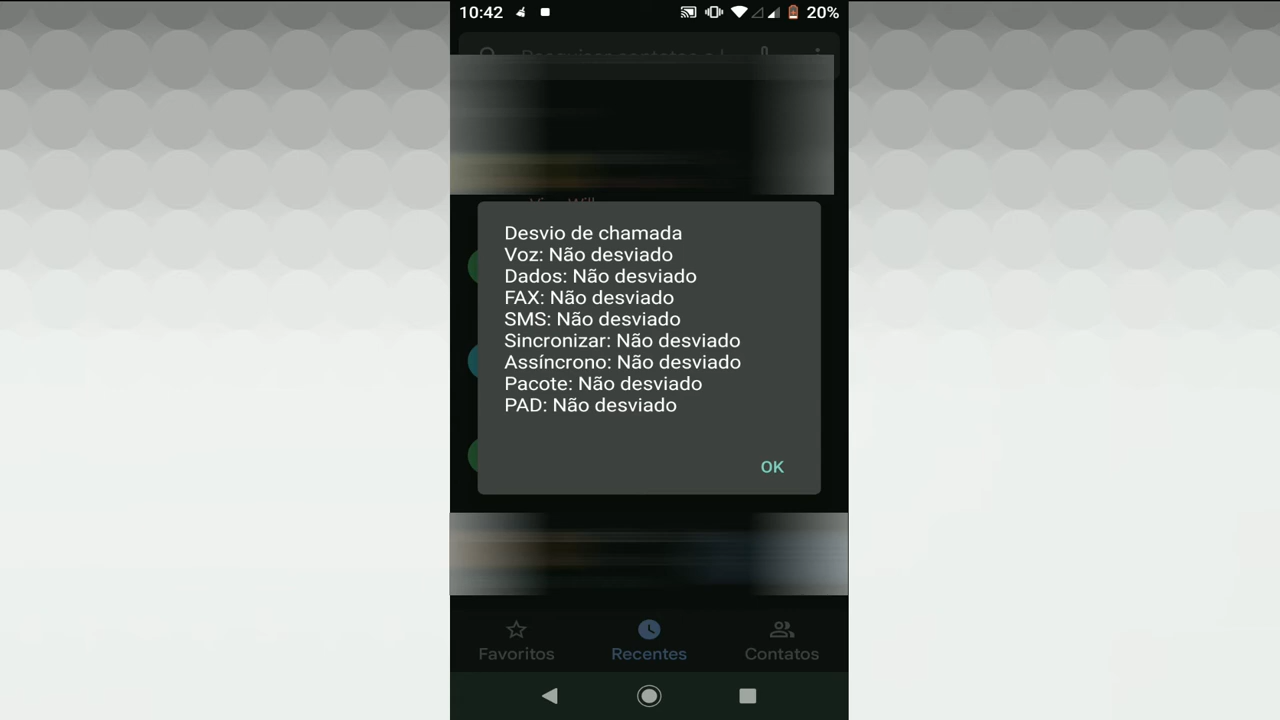 10:42
20%
Desvio de chamada
Voz: Não desviado
Dados: Não desviado
FAX: Não desviado
SMS: Não desviado
Sincronizar: Não desviado
Assíncrono: Não desviado
Pacote: Não desviado
PAD: Não desviado
OK
Favoritos
Recentes
Contatos